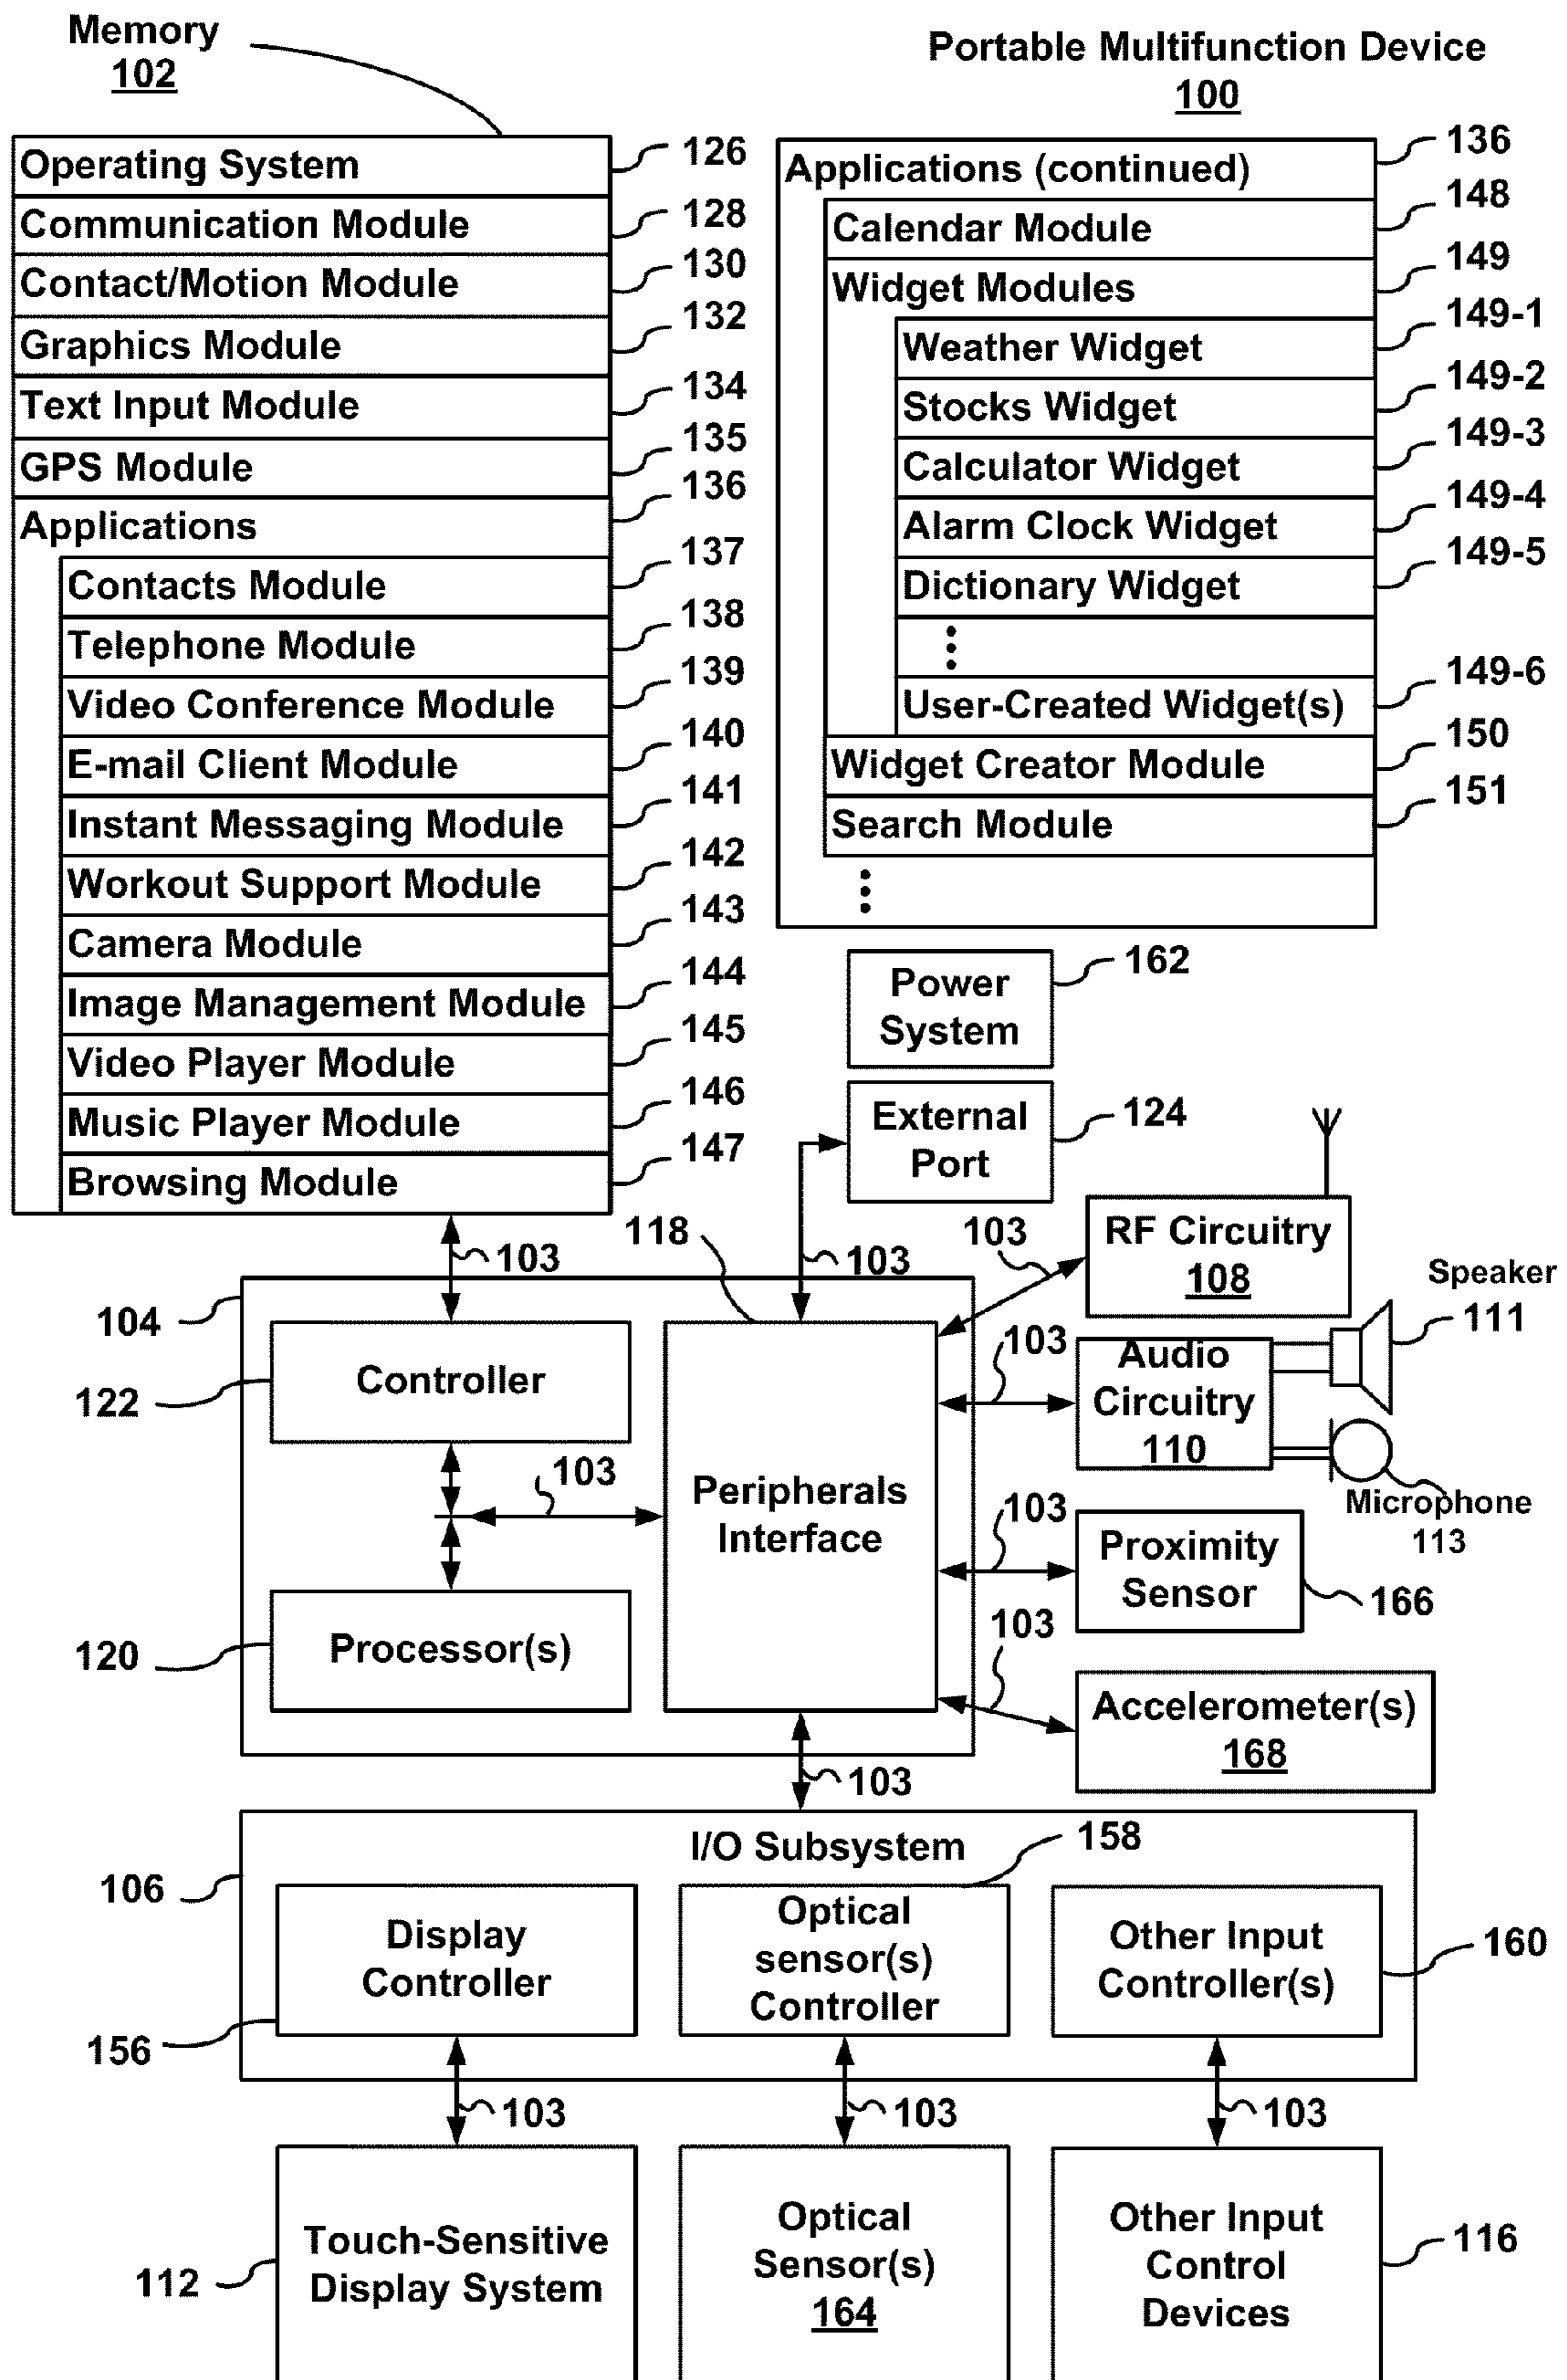 Memory
102
Portable Multifunction Device
100
Operating System
126
Communication Module
128
Contact/Motion Module
130
Graphics Module
132
Text Input Module
134
GPS Module
135
Applications
136
Contacts Module
137
Telephone Module
138
Video Conference Module
139
E-mail Client Module
140
Instant Messaging Module
141
Workout Support Module
142
Camera Module
143
Image Management Module
144
Video Player Module
145
Music Player Module
146
Browsing Module
147
Applications (continued)
136
Calendar Module
148
Widget Modules
149
Weather Widget
149-1
Stocks Widget
149-2
Calculator Widget
149-3
Alarm Clock Widget
149-4
Dictionary Widget
149-5
User-Created Widget(s)
149-6
Widget Creator Module
150
Search Module
151
Power
System
162
External
Port
124
103
118
103
103
RF Circuitry
108
Speaker
111
104
Controller
122
103
Audio
Circuitry
110
Microphone
113
103
Peripherals
Interface
103
Proximity
Sensor
166
Processor(s)
120
103
Accelerometer(s)
168
103
I/O Subsystem
106
158
Display
Controller
156
Optical
sensor(s)
Controller
Other Input
Controller(s)
160
103
103
103
Touch-Sensitive
Display System
112
Optical
Sensor(s)
164
Other Input
Control
Devices
116